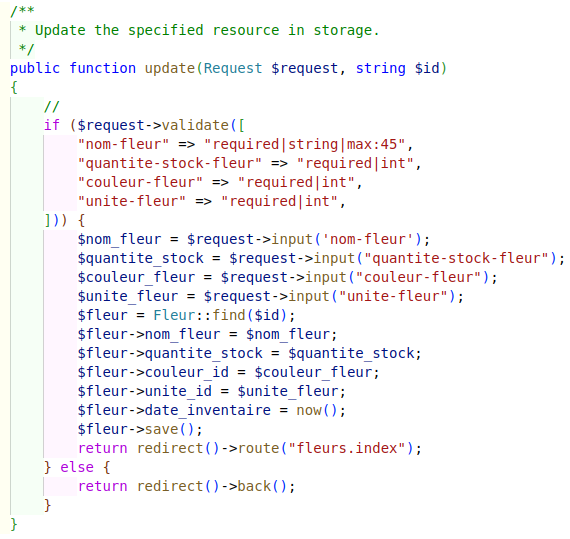 /**
 * Update the specified resource in storage.
 */
public function update(Request $request, string $id)
{
    //
    if ($request->validate([
        "nom-fleur" => "required|string|max:45",
        "quantite-stock-fleur" => "required|int",
        "couleur-fleur" => "required|int",
        "unite-fleur" => "required|int",
    ])) {
        $nom_fleur = $request->input('nom-fleur');
        $quantite_stock = $request->input("quantite-stock-fleur");
        $couleur_fleur = $request->input("couleur-fleur");
        $unite_fleur = $request->input("unite-fleur");
        $fleur = Fleur::find($id);
        $fleur->nom_fleur = $nom_fleur;
        $fleur->quantite_stock = $quantite_stock;
        $fleur->couleur_id = $couleur_fleur;
        $fleur->unite_id = $unite_fleur;
        $fleur->date_inventaire = now();
        $fleur->save();
        return redirect()->route("fleurs.index");
    } else {
        return redirect()->back();
    }
}